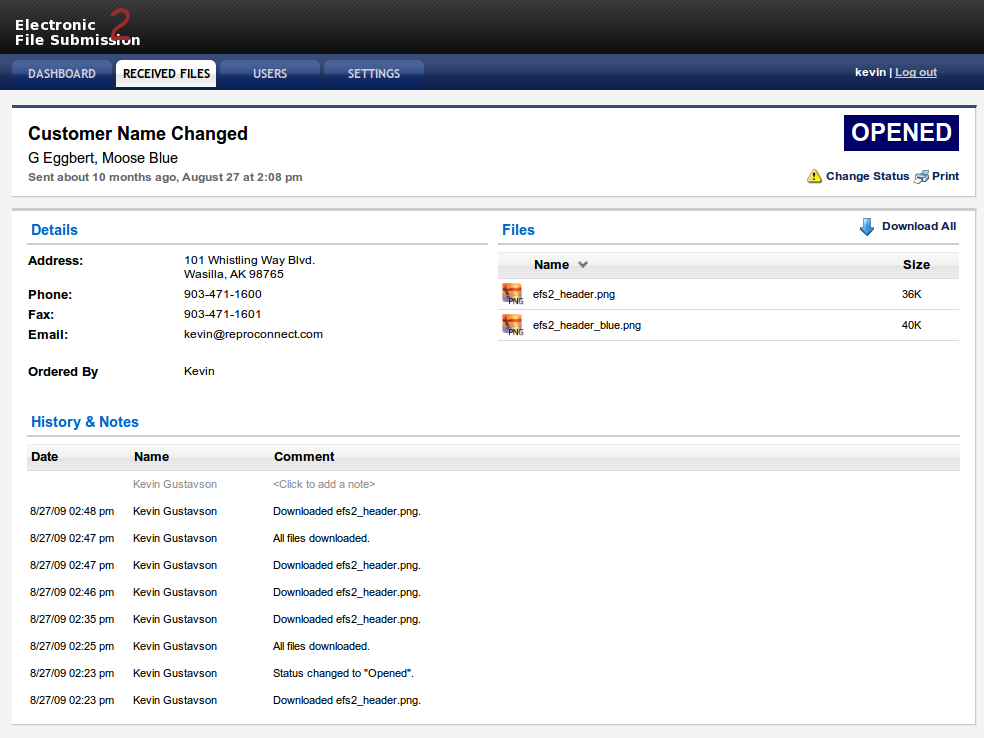 Electronic 2
File Submission
DASHBOARD RECEIVED FILES USERS SETTINGS kevin | Log out
Customer Name Changed OPENED
G Eggbert, Moose Blue
Sent about 10 months ago, August 27 at 2:08 pm Change Status Print
Details
Address: 101 Whistling Way Blvd.
Wasilla, AK 98765
Phone: 903-471-1600
Fax: 903-471-1601
Email: kevin@reproconnect.com
Ordered By Kevin
Files Download All
Name Size
PNG efs2_header.png 36K
PNG efs2_header_blue.png 40K
History & Notes
Date Name Comment
Kevin Gustavson <Click to add a note>
8/27/09 02:48 pm Kevin Gustavson Downloaded efs2_header.png.
8/27/09 02:47 pm Kevin Gustavson All files downloaded.
8/27/09 02:47 pm Kevin Gustavson Downloaded efs2_header.png.
8/27/09 02:46 pm Kevin Gustavson Downloaded efs2_header.png.
8/27/09 02:35 pm Kevin Gustavson Downloaded efs2_header.png.
8/27/09 02:25 pm Kevin Gustavson All files downloaded.
8/27/09 02:23 pm Kevin Gustavson Status changed to "Opened".
8/27/09 02:23 pm Kevin Gustavson Downloaded efs2_header.png.